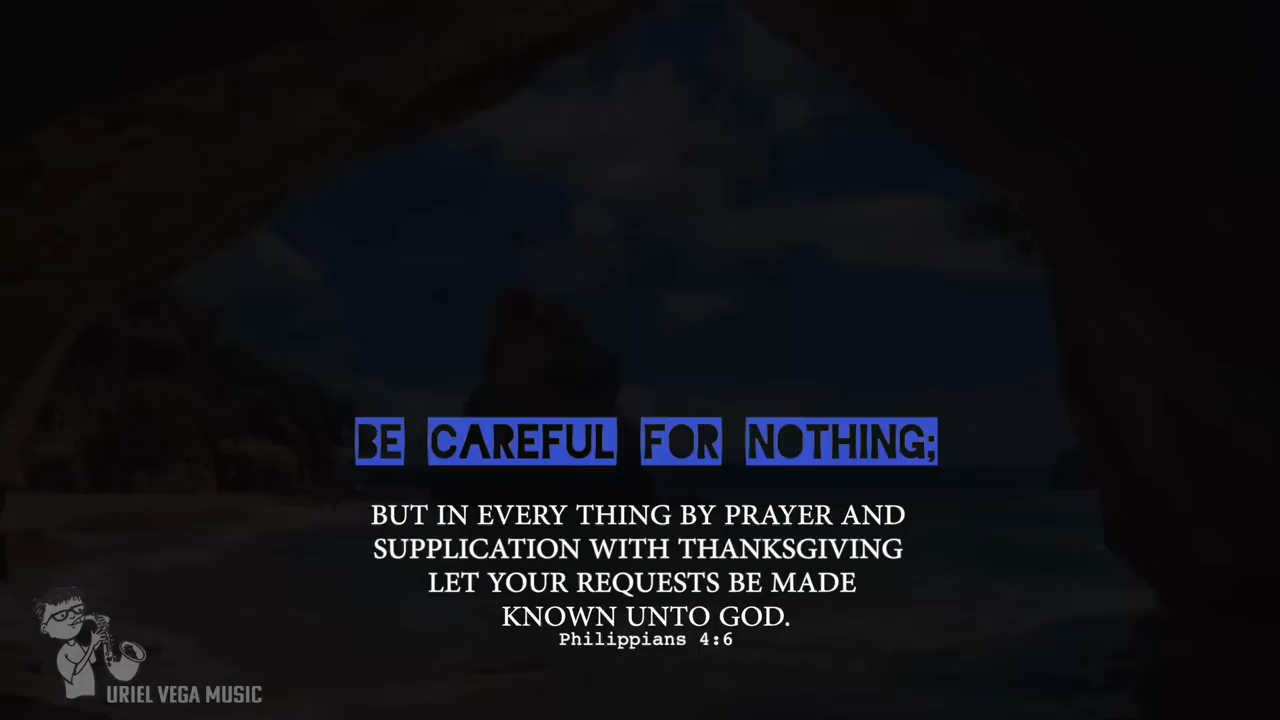 BE CAREFUL FOR NOTHING;
BUT IN EVERY THING BY PRAYER AND
SUPPLICATION WITH THANKSGIVING
LET YOUR REQUESTS BE MADE
KNOWN UNTO GOD.
Philippians 4:6
URIEL VEGA MUSIC